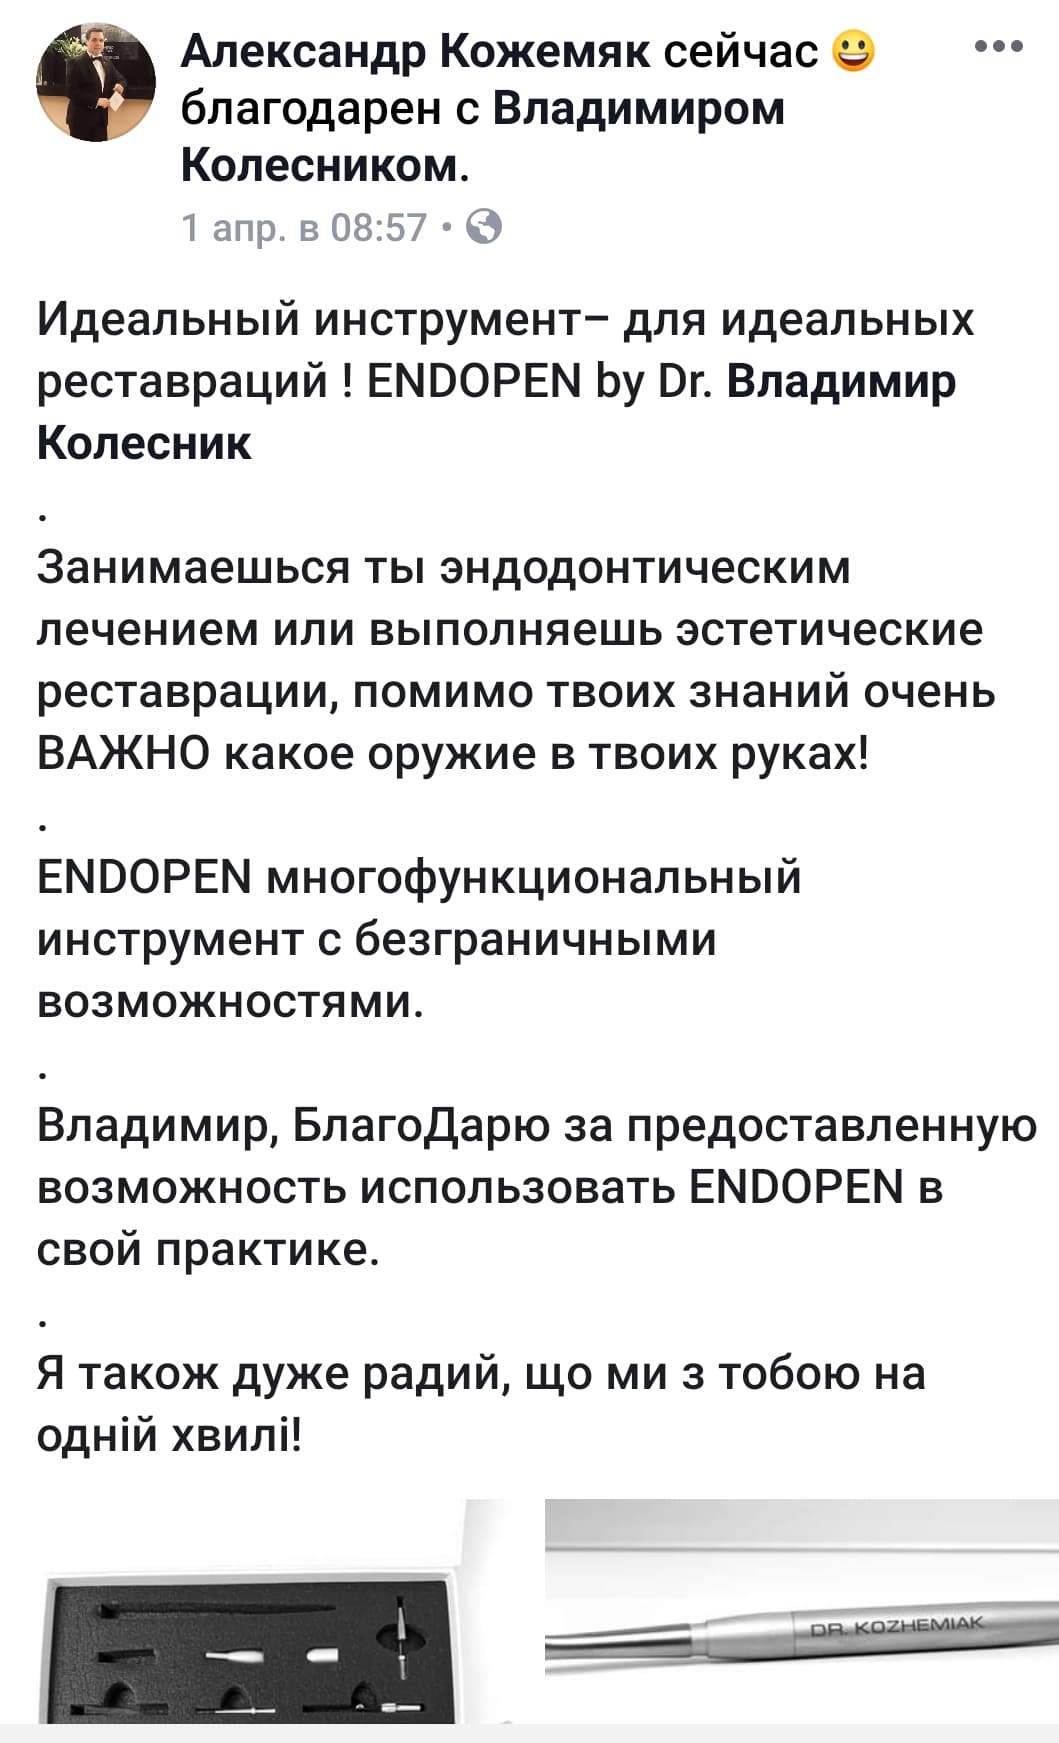 Александр Кожемяк сейчас 😀
благодарен с Владимиром
Колесником.
1 апр. в 08:57 •
Идеальный инструмент– для идеальных
реставраций ! ENDOPEN by Dr. Владимир
Колесник
.
Занимаешься ты эндодонтическим
лечением или выполняешь эстетические
реставрации, помимо твоих знаний очень
ВАЖНО какое оружие в твоих руках!
.
ENDOPEN многофункциональный
инструмент с безграничными
возможностями.
.
Владимир, БлагоДарю за предоставленную
возможность использовать ENDOPEN в
свой практике.
.
Я також дуже радий, що ми з тобою на
одній хвилі!
DR. KOZHEMIAK